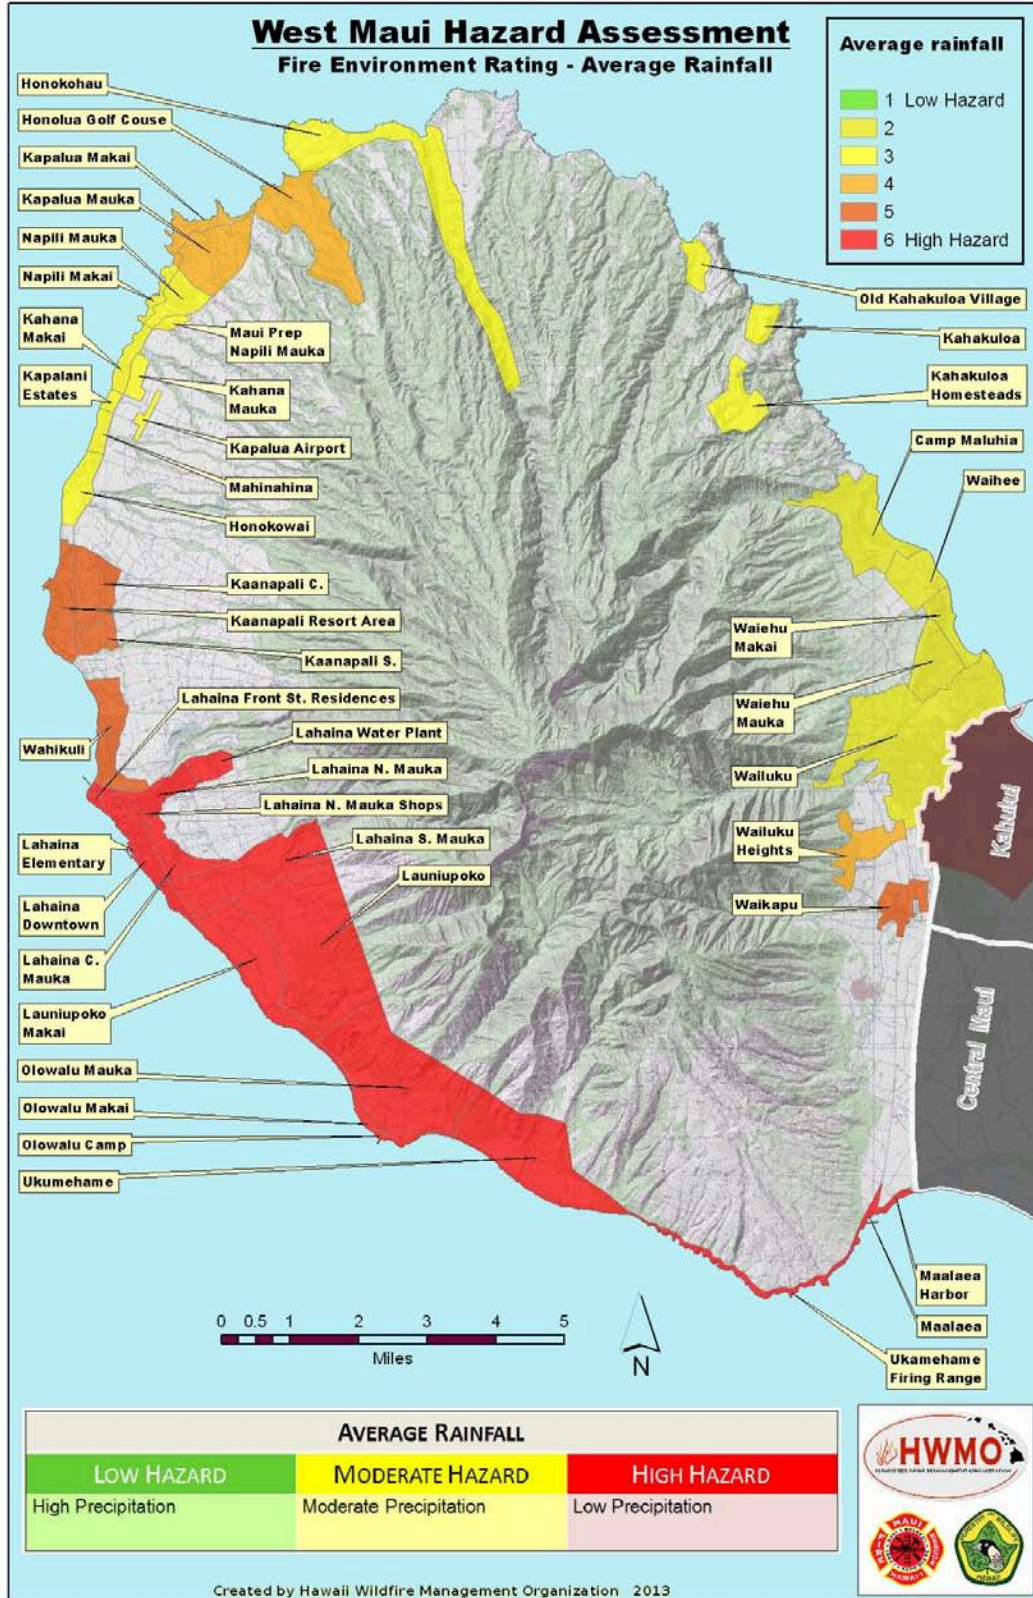 West Maui Hazard Assessment
Fire Environment Rating - Average Rainfall
Average rainfall
1 Low Hazard
2
3
4
5
6 High Hazard
Honokohau
Honolua Golf Couse
Kapalua Makai
Kapalua Mauka
Napili Mauka
Napili Makai
Kahana
Makai
Kapalani
Estates
Maui Prep
Napili Mauka
Kahana
Mauka
Kapalua Airport
Mahinahina
Honokowai
Kaanapali C.
Kaanapali Resort Area
Kaanapali S.
Lahaina Front St. Residences
Wahikuli
Lahaina Water Plant
Lahaina N. Mauka
Lahaina N. Mauka Shops
Lahaina S. Mauka
Launiupoko
Lahaina
Elementary
Lahaina
Downtown
Lahaina C.
Mauka
Launiupoko
Makai
Olowalu Mauka
Olowalu Makai
Olowalu Camp
Ukumehame
Old Kahakuloa Village
Kahakuloa
Kahakuloa
Homesteads
Camp Maluhia
Waihee
Waiehu
Makai
Waiehu
Mauka
Wailuku
Wailuku
Heights
Waikapu
Kahului
Central Maui
Maalaea
Harbor
Maalaea
Ukamehame
Firing Range
0 0.5 1 2 3 4 5
Miles
N
AVERAGE RAINFALL
LOW HAZARD
MODERATE HAZARD
HIGH HAZARD
High Precipitation
Moderate Precipitation
Low Precipitation
HWMO
HAWAII WILDFIRE MANAGEMENT ORGANIZATION
MAUI
FIRE
HAWAII
Created by Hawaii Wildfire Management Organization 2013